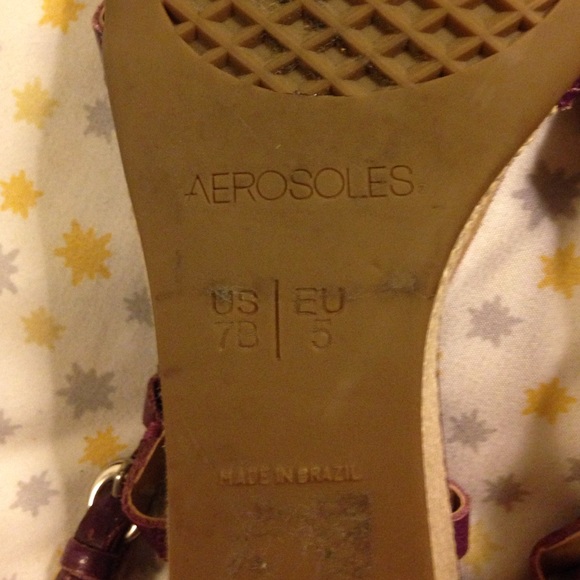 AEROSOLES
US | EU
7B | 5
MADE IN BRAZIL